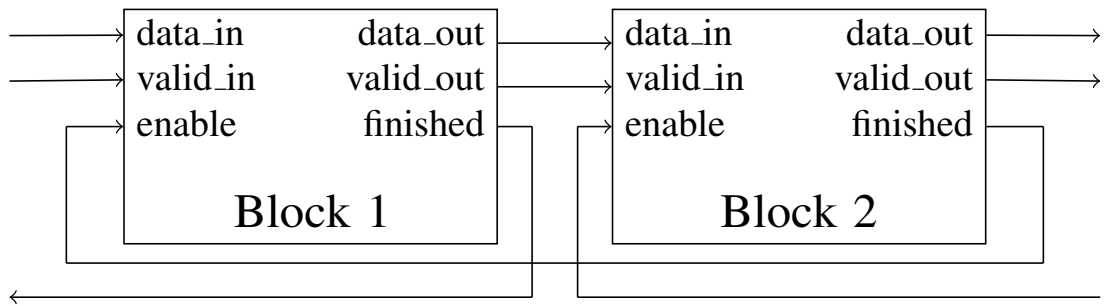 data_in data_out data_in data_out
valid_in valid_out valid_in valid_out
enable finished enable finished
Block 1 Block 2